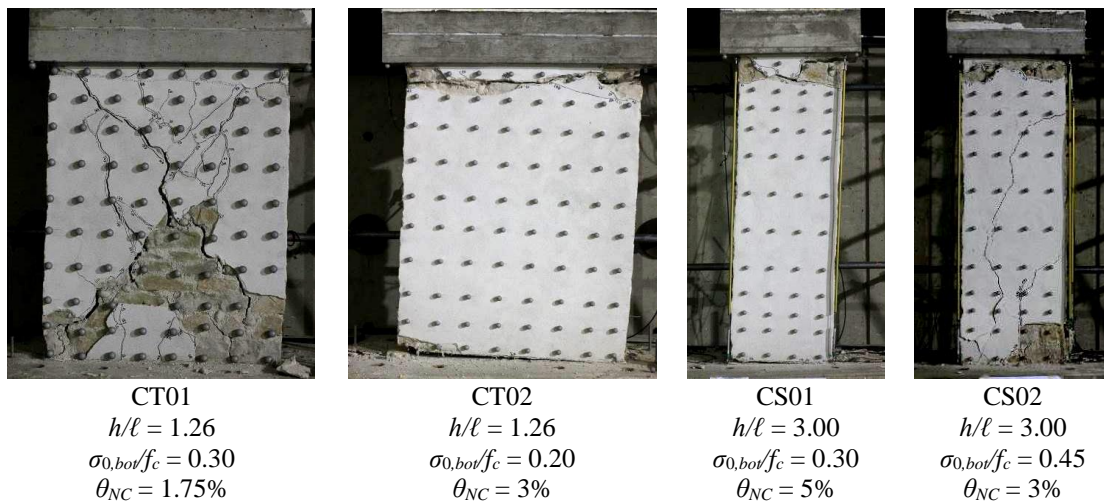 CT01
h/ℓ = 1.26
σ0,bot/fc = 0.30
θNC = 1.75%
CT02
h/ℓ = 1.26
σ0,bot/fc = 0.20
θNC = 3%
CS01
h/ℓ = 3.00
σ0,bot/fc = 0.30
θNC = 5%
CS02
h/ℓ = 3.00
σ0,bot/fc = 0.45
θNC = 3%